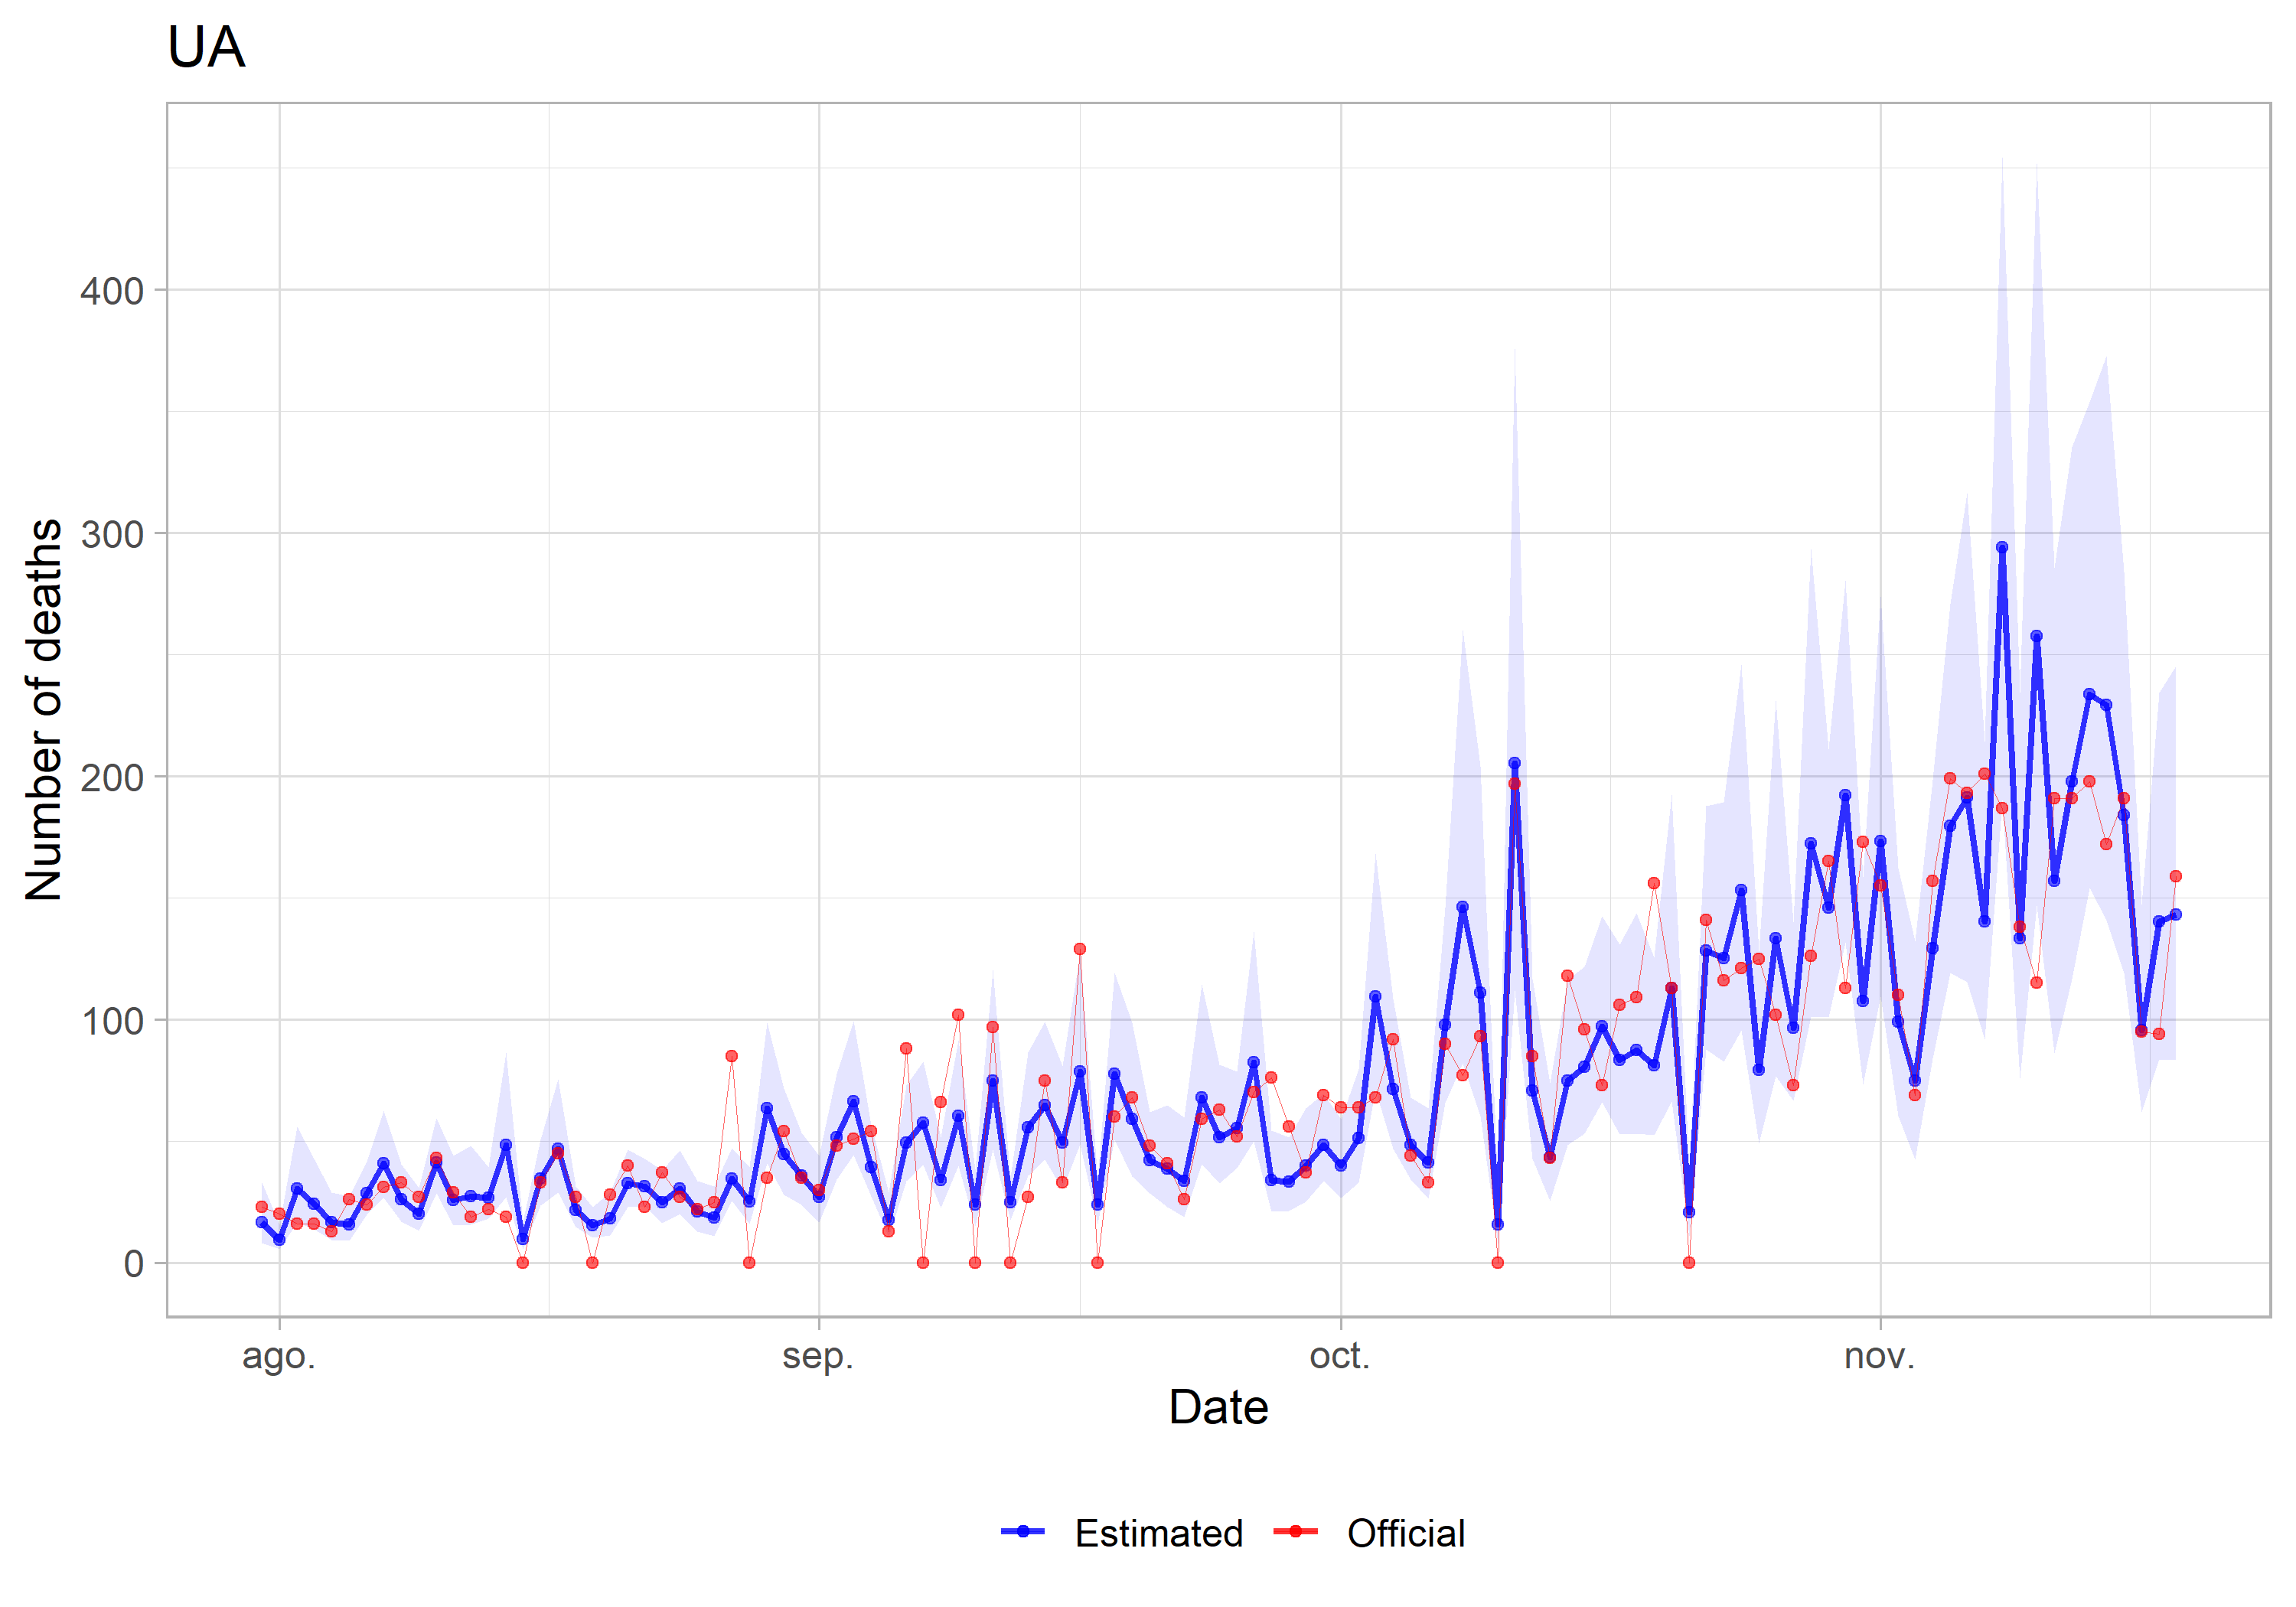 UA
Number of deaths
400
300
200
100
0
ago.
sep.
oct.
nov.
Date
Estimated
Official